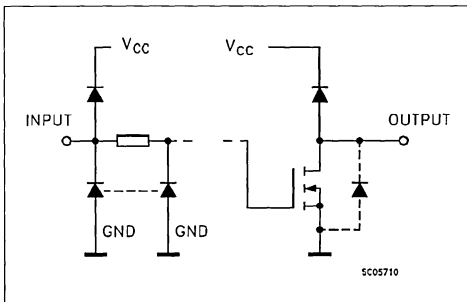 VCC
VCC
INPUT
OUTPUT
GND
GND
SC05710